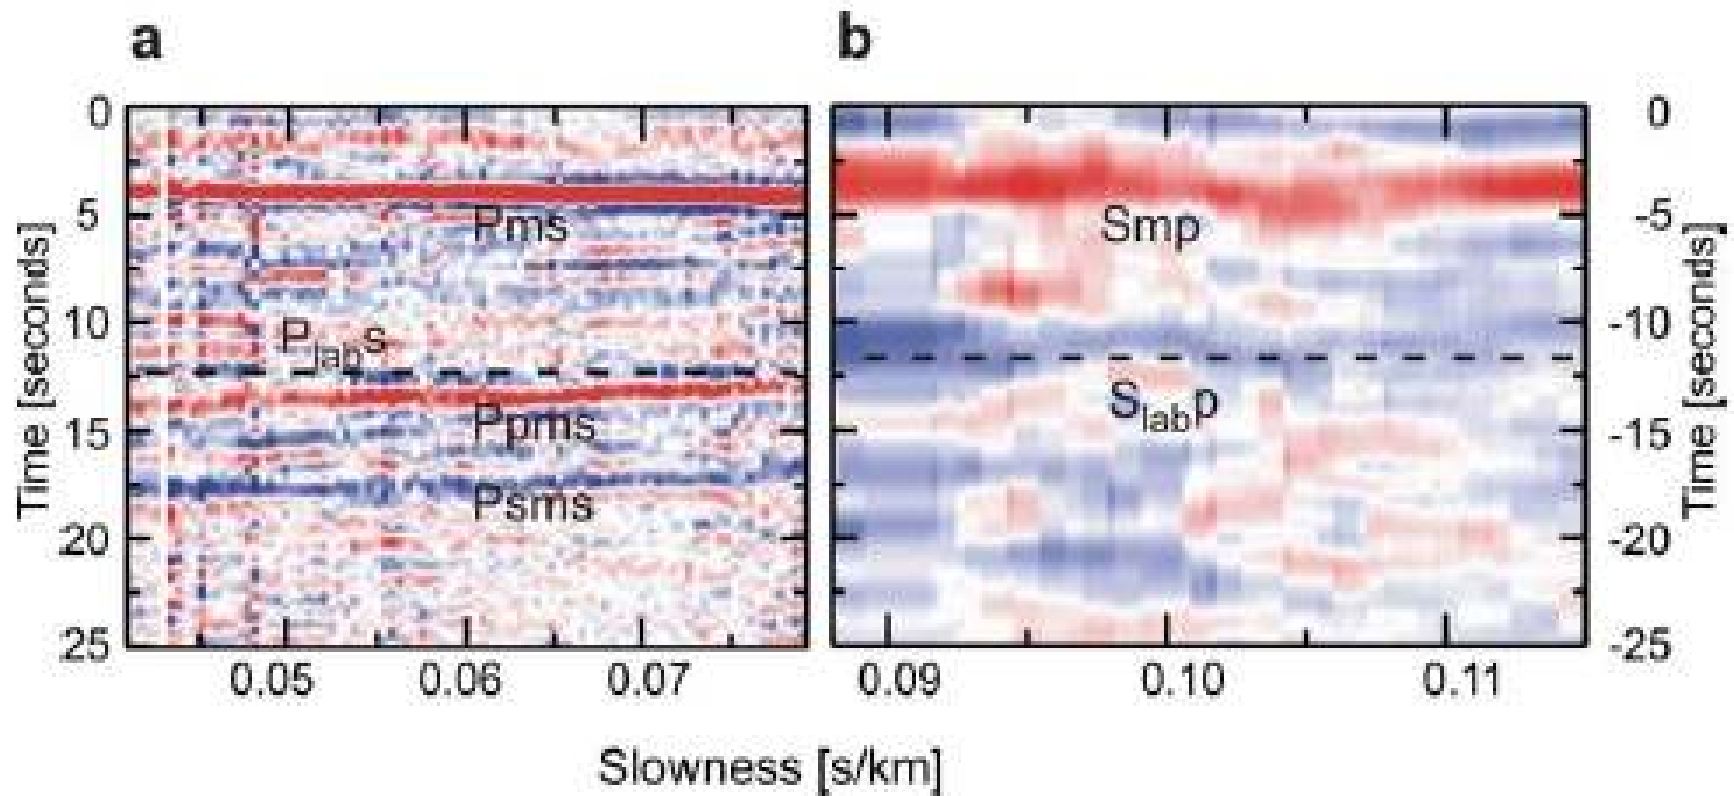 a
b
0
5
10
15
20
25
Time [seconds]
Pms
Plabs
Ppms
Psms
0.05
0.06
0.07
Smp
Slabp
0.09
0.10
0.11
0
-5
-10
-15
-20
-25
Time [seconds]
Slowness [s/km]